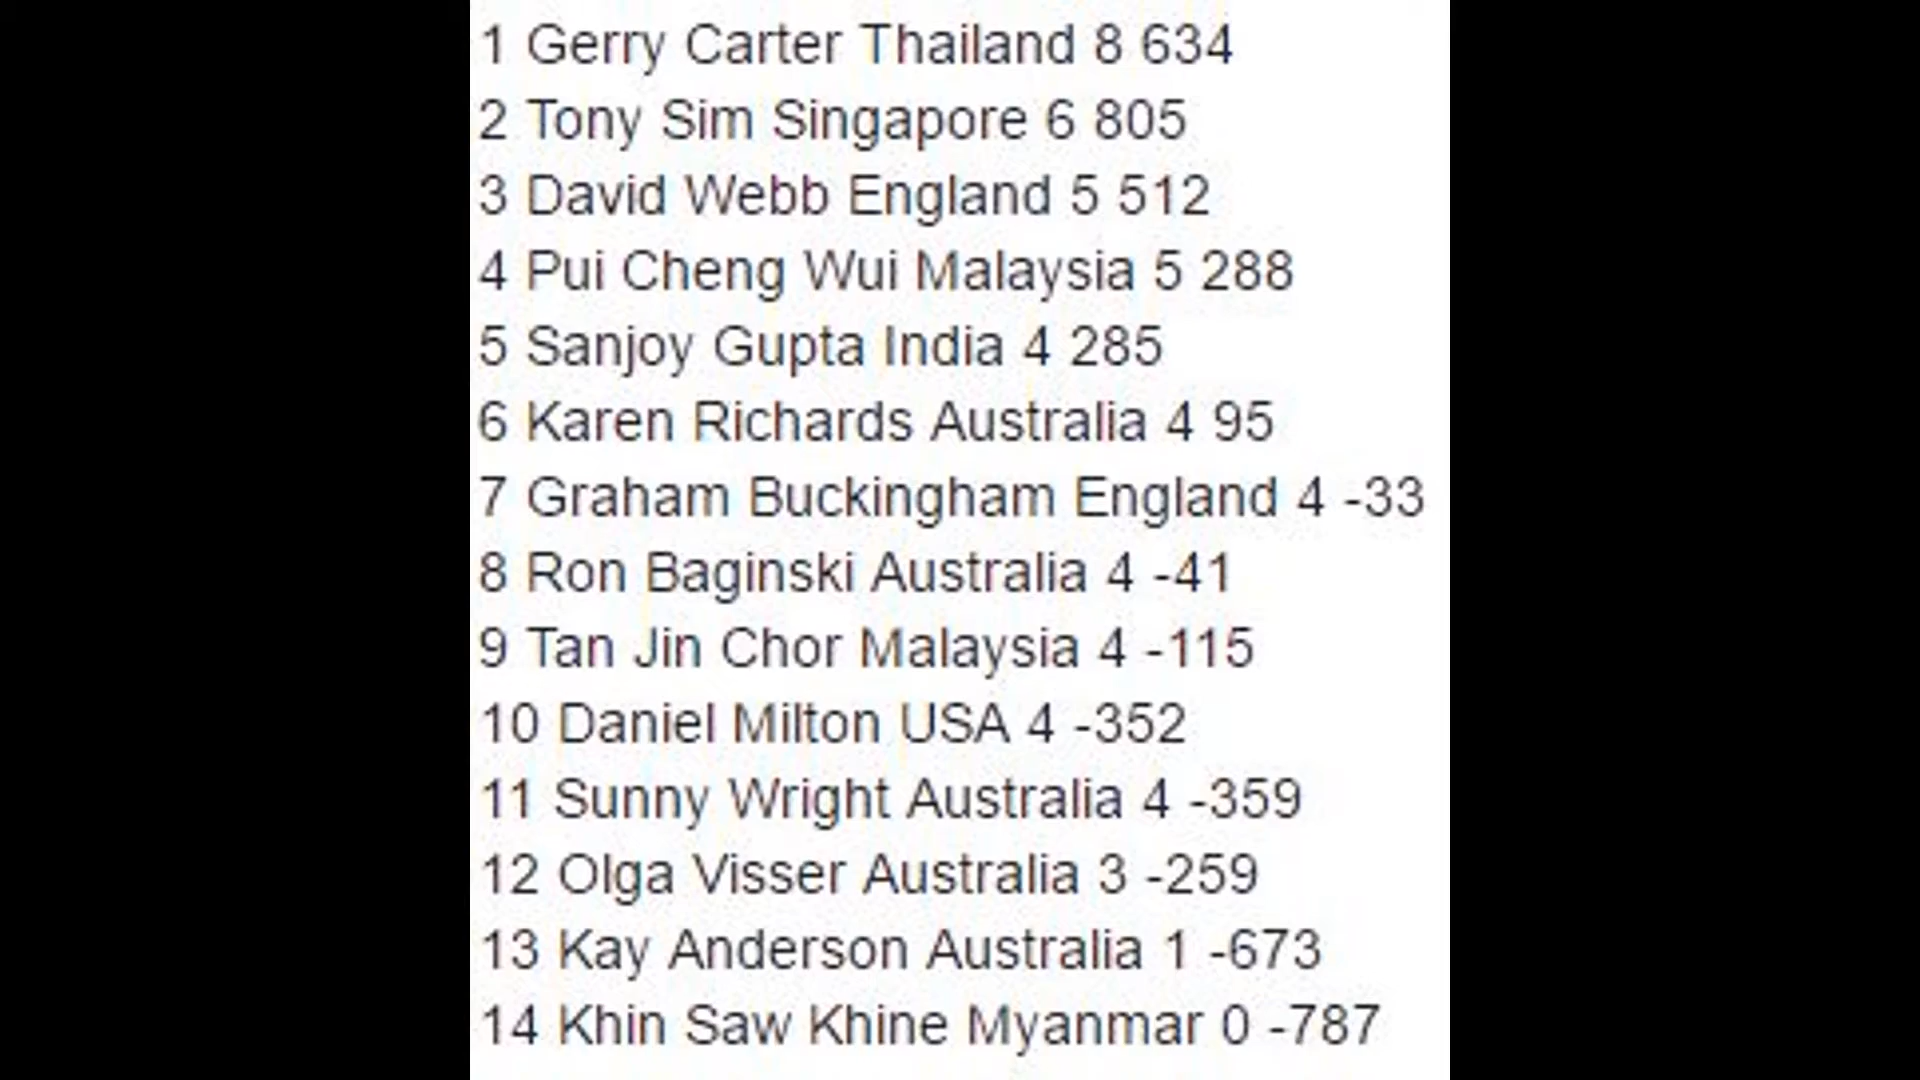 1 Gerry Carter Thailand 8 634
2 Tony Sim Singapore 6 805
3 David Webb England 5 512
4 Pui Cheng Wui Malaysia 5 288
5 Sanjoy Gupta India 4 285
6 Karen Richards Australia 4 95
7 Graham Buckingham England 4 -33
8 Ron Baginski Australia 4 -41
9 Tan Jin Chor Malaysia 4 -115
10 Daniel Milton USA 4 -352
11 Sunny Wright Australia 4 -359
12 Olga Visser Australia 3 -259
13 Kay Anderson Australia 1 -673
14 Khin Saw Khine Myanmar 0 -787